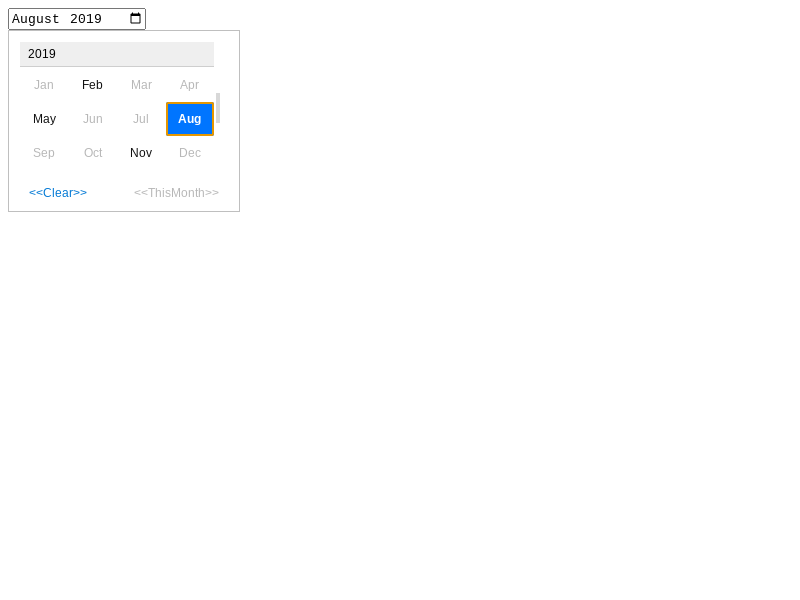 August 2019
2019
Jan Feb Mar Apr
May Jun Jul Aug
Sep Oct Nov Dec
<<Clear>> <<ThisMonth>>